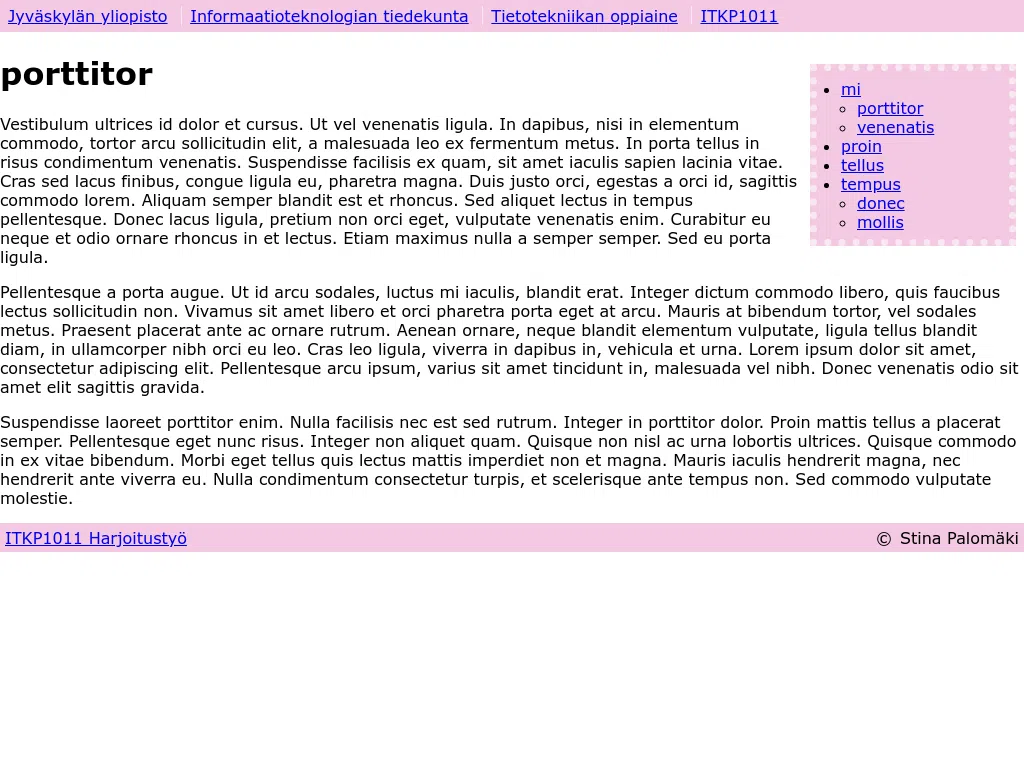 Jyväskylän yliopisto Informaatioteknologian tiedekunta Tietotekniikan oppiaine ITKP1011
porttitor
mi
porttitor
venenatis
proin
tellus
tempus
donec
mollis
Vestibulum ultrices id dolor et cursus. Ut vel venenatis ligula. In dapibus, nisi in elementum
commodo, tortor arcu sollicitudin elit, a malesuada leo ex fermentum metus. In porta tellus in
risus condimentum venenatis. Suspendisse facilisis ex quam, sit amet iaculis sapien lacinia vitae.
Cras sed lacus finibus, congue ligula eu, pharetra magna. Duis justo orci, egestas a orci id, sagittis
commodo lorem. Aliquam semper blandit est et rhoncus. Sed aliquet lectus in tempus
pellentesque. Donec lacus ligula, pretium non orci eget, vulputate venenatis enim. Curabitur eu
neque et odio ornare rhoncus in et lectus. Etiam maximus nulla a semper semper. Sed eu porta
ligula.
Pellentesque a porta augue. Ut id arcu sodales, luctus mi iaculis, blandit erat. Integer dictum commodo libero, quis faucibus
lectus sollicitudin non. Vivamus sit amet libero et orci pharetra porta eget at arcu. Mauris at bibendum tortor, vel sodales
metus. Praesent placerat ante ac ornare rutrum. Aenean ornare, neque blandit elementum vulputate, ligula tellus blandit
diam, in ullamcorper nibh orci eu leo. Cras leo ligula, viverra in dapibus in, vehicula et urna. Lorem ipsum dolor sit amet,
consectetur adipiscing elit. Pellentesque arcu ipsum, varius sit amet tincidunt in, malesuada vel nibh. Donec venenatis odio sit
amet elit sagittis gravida.
Suspendisse laoreet porttitor enim. Nulla facilisis nec est sed rutrum. Integer in porttitor dolor. Proin mattis tellus a placerat
semper. Pellentesque eget nunc risus. Integer non aliquet quam. Quisque non nisl ac urna lobortis ultrices. Quisque commodo
in ex vitae bibendum. Morbi eget tellus quis lectus mattis imperdiet non et magna. Mauris iaculis hendrerit magna, nec
hendrerit ante viverra eu. Nulla condimentum consectetur turpis, et scelerisque ante tempus non. Sed commodo vulputate
molestie.
ITKP1011 Harjoitustyö © Stina Palomäki